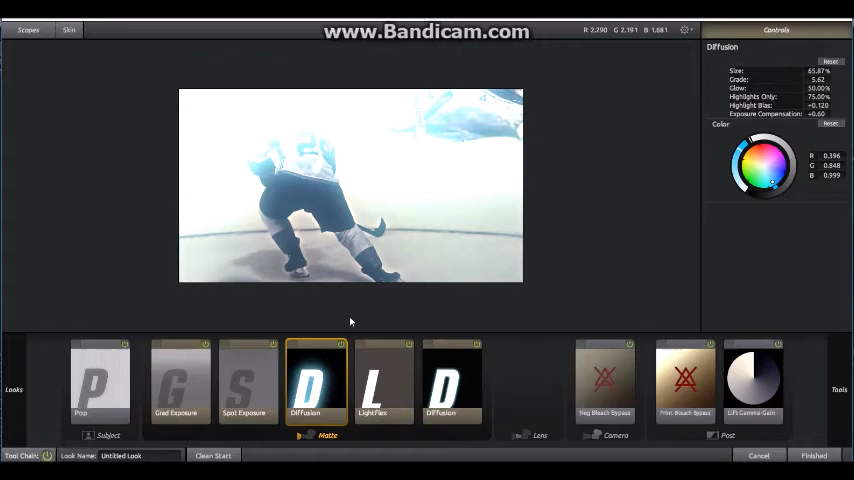 www.Bandicam.com
Scopes
Skin
R 2.290 G 2.191 B 1.681
Controls
Diffusion
Reset
Size: 65.87%
Grade: 5.62
Glow: 50.00%
Highlights Only: 75.00%
Highlight Bias: +0.120
Exposure Compensation: +0.60
Color
Reset
R 0.396
G 0.848
B 0.999
Looks
P
Pop
G
Grad Exposure
S
Spot Exposure
D
Diffusion
L
Lightflex
D
Diffusion
Neg Bleach Bypass
Print Bleach Bypass
Lift-Gamma-Gain
Tools
Subject
Matte
Lens
Camera
Post
Tool Chain:
Look Name: Untitled Look
Clean Start
Cancel
Finished